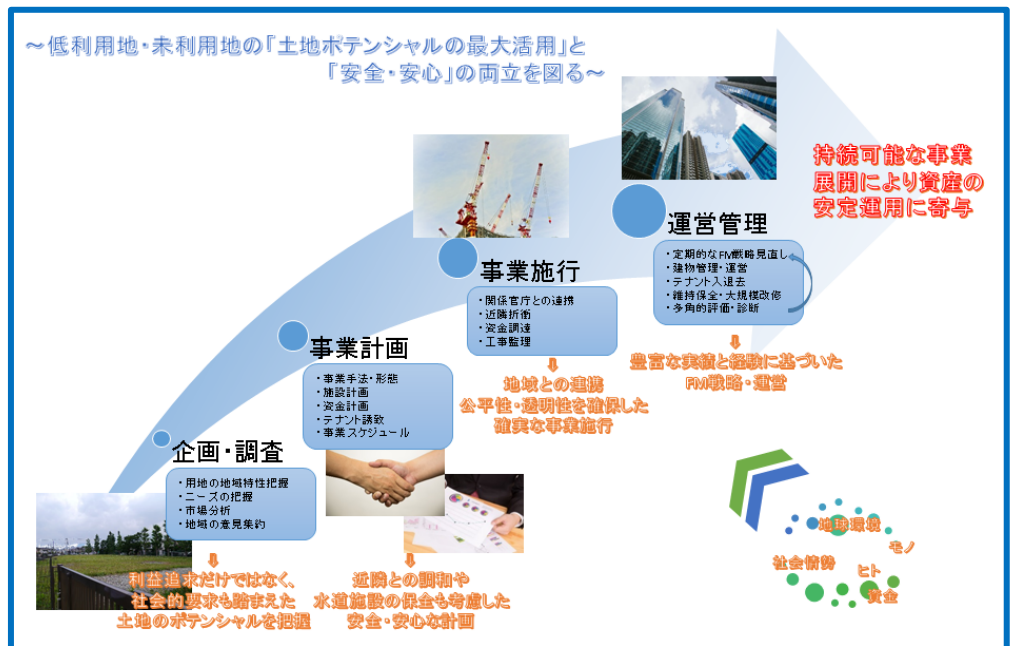 ～低利用地・未利用地の「土地ポテンシャルの最大活用」と
「安全・安心」の両立を図る～
持続可能な事業
展開により資産の
安定運用に寄与
運営管理
・定期的なFM戦略見直し
・建物管理・運営
・テナント入退去
・維持保全・大規模改修
・多角的評価・診断
⇓
豊富な実績と経験に基づいた
FM戦略・運営
事業施行
・関係官庁との連携
・近隣折衝
・資金調達
・工事監理
⇓
地域との連携
公平性・透明性を確保した
確実な事業施行
事業計画
・事業手法・形態
・施設計画
・資金計画
・テナント誘致
・事業スケジュール
⇓
近隣との調和や
水道施設の保全も考慮した
安全・安心な計画
企画・調査
・用地の地域特性把握
・ニーズの把握
・市場分析
・地域の意見集約
⇓
利益追求だけではなく、
社会的要求も踏まえた
土地のポテンシャルを把握
地球環境
モノ
社会情勢
ヒト
資金